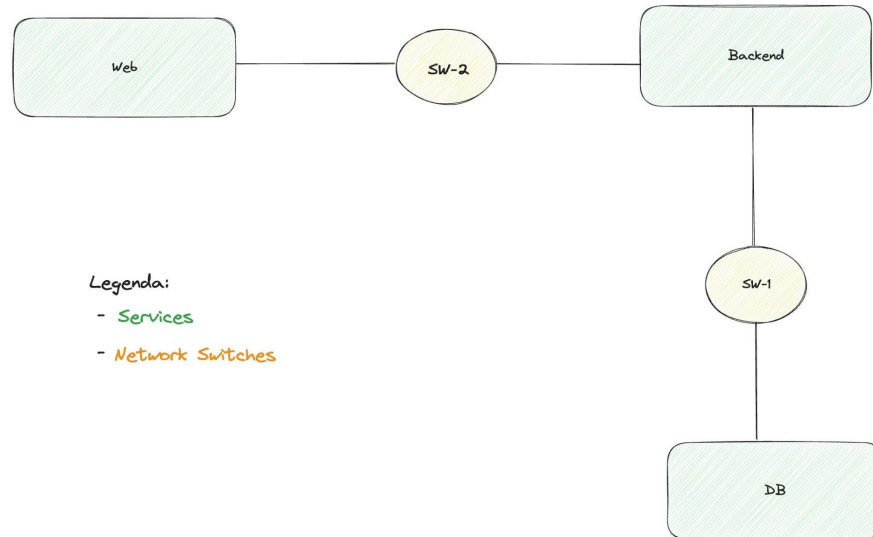 Web
SW-2
Backend
SW-1
Legenda:
- Services
- Network Switches
DB